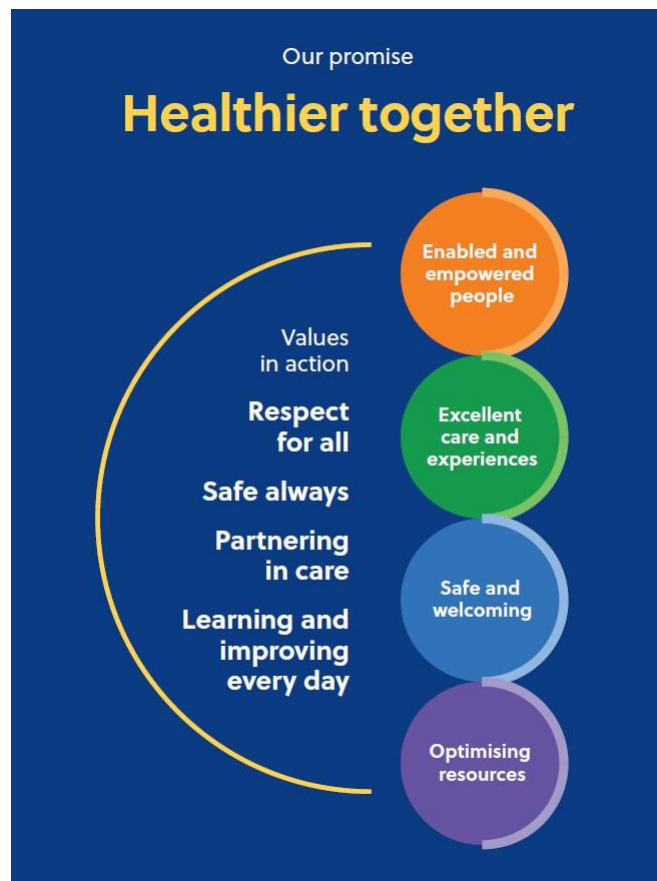 Our promise
Healthier together
Values
in action
Respect
for all
Safe always
Partnering
in care
Learning and
improving
every day
Enabled and
empowered
people
Excellent
care and
experiences
Safe and
welcoming
Optimising
resources